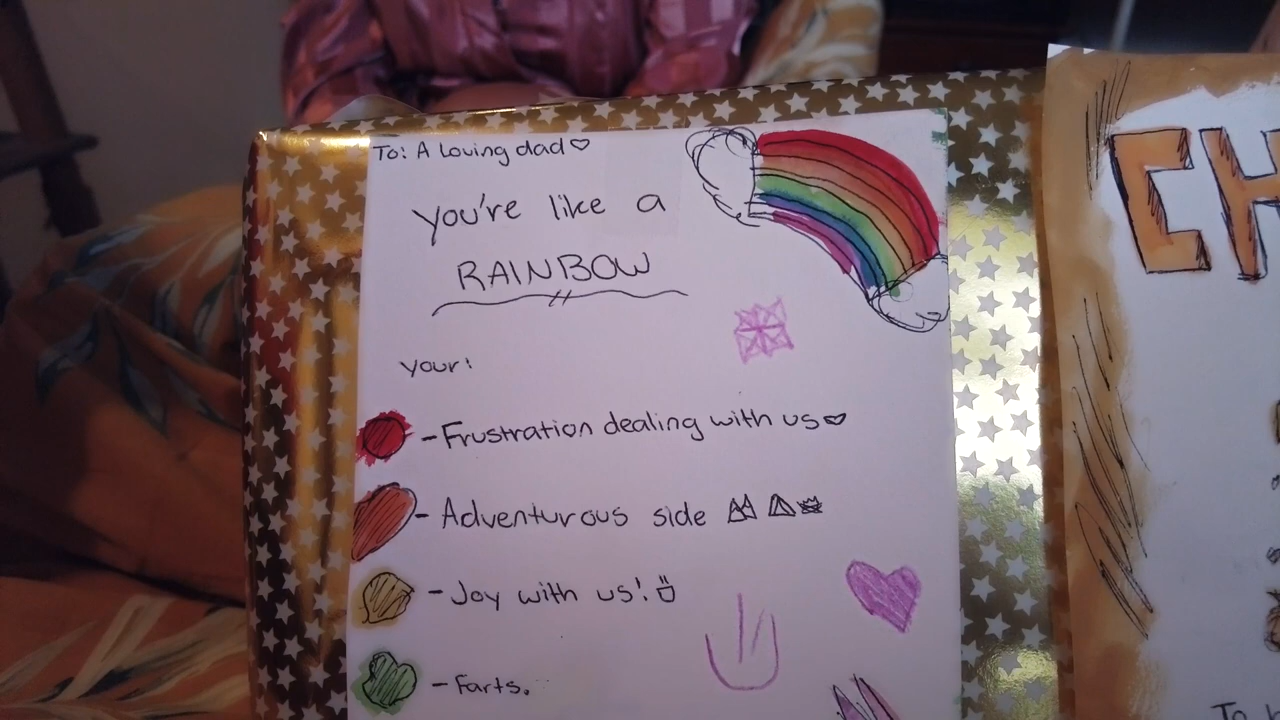 To: A Loving dad♡
You're like a
RAINBOW
your:
-Frustration dealing with us♡
- Adventurous side
- Joy with us!
- Farts.
CH
To